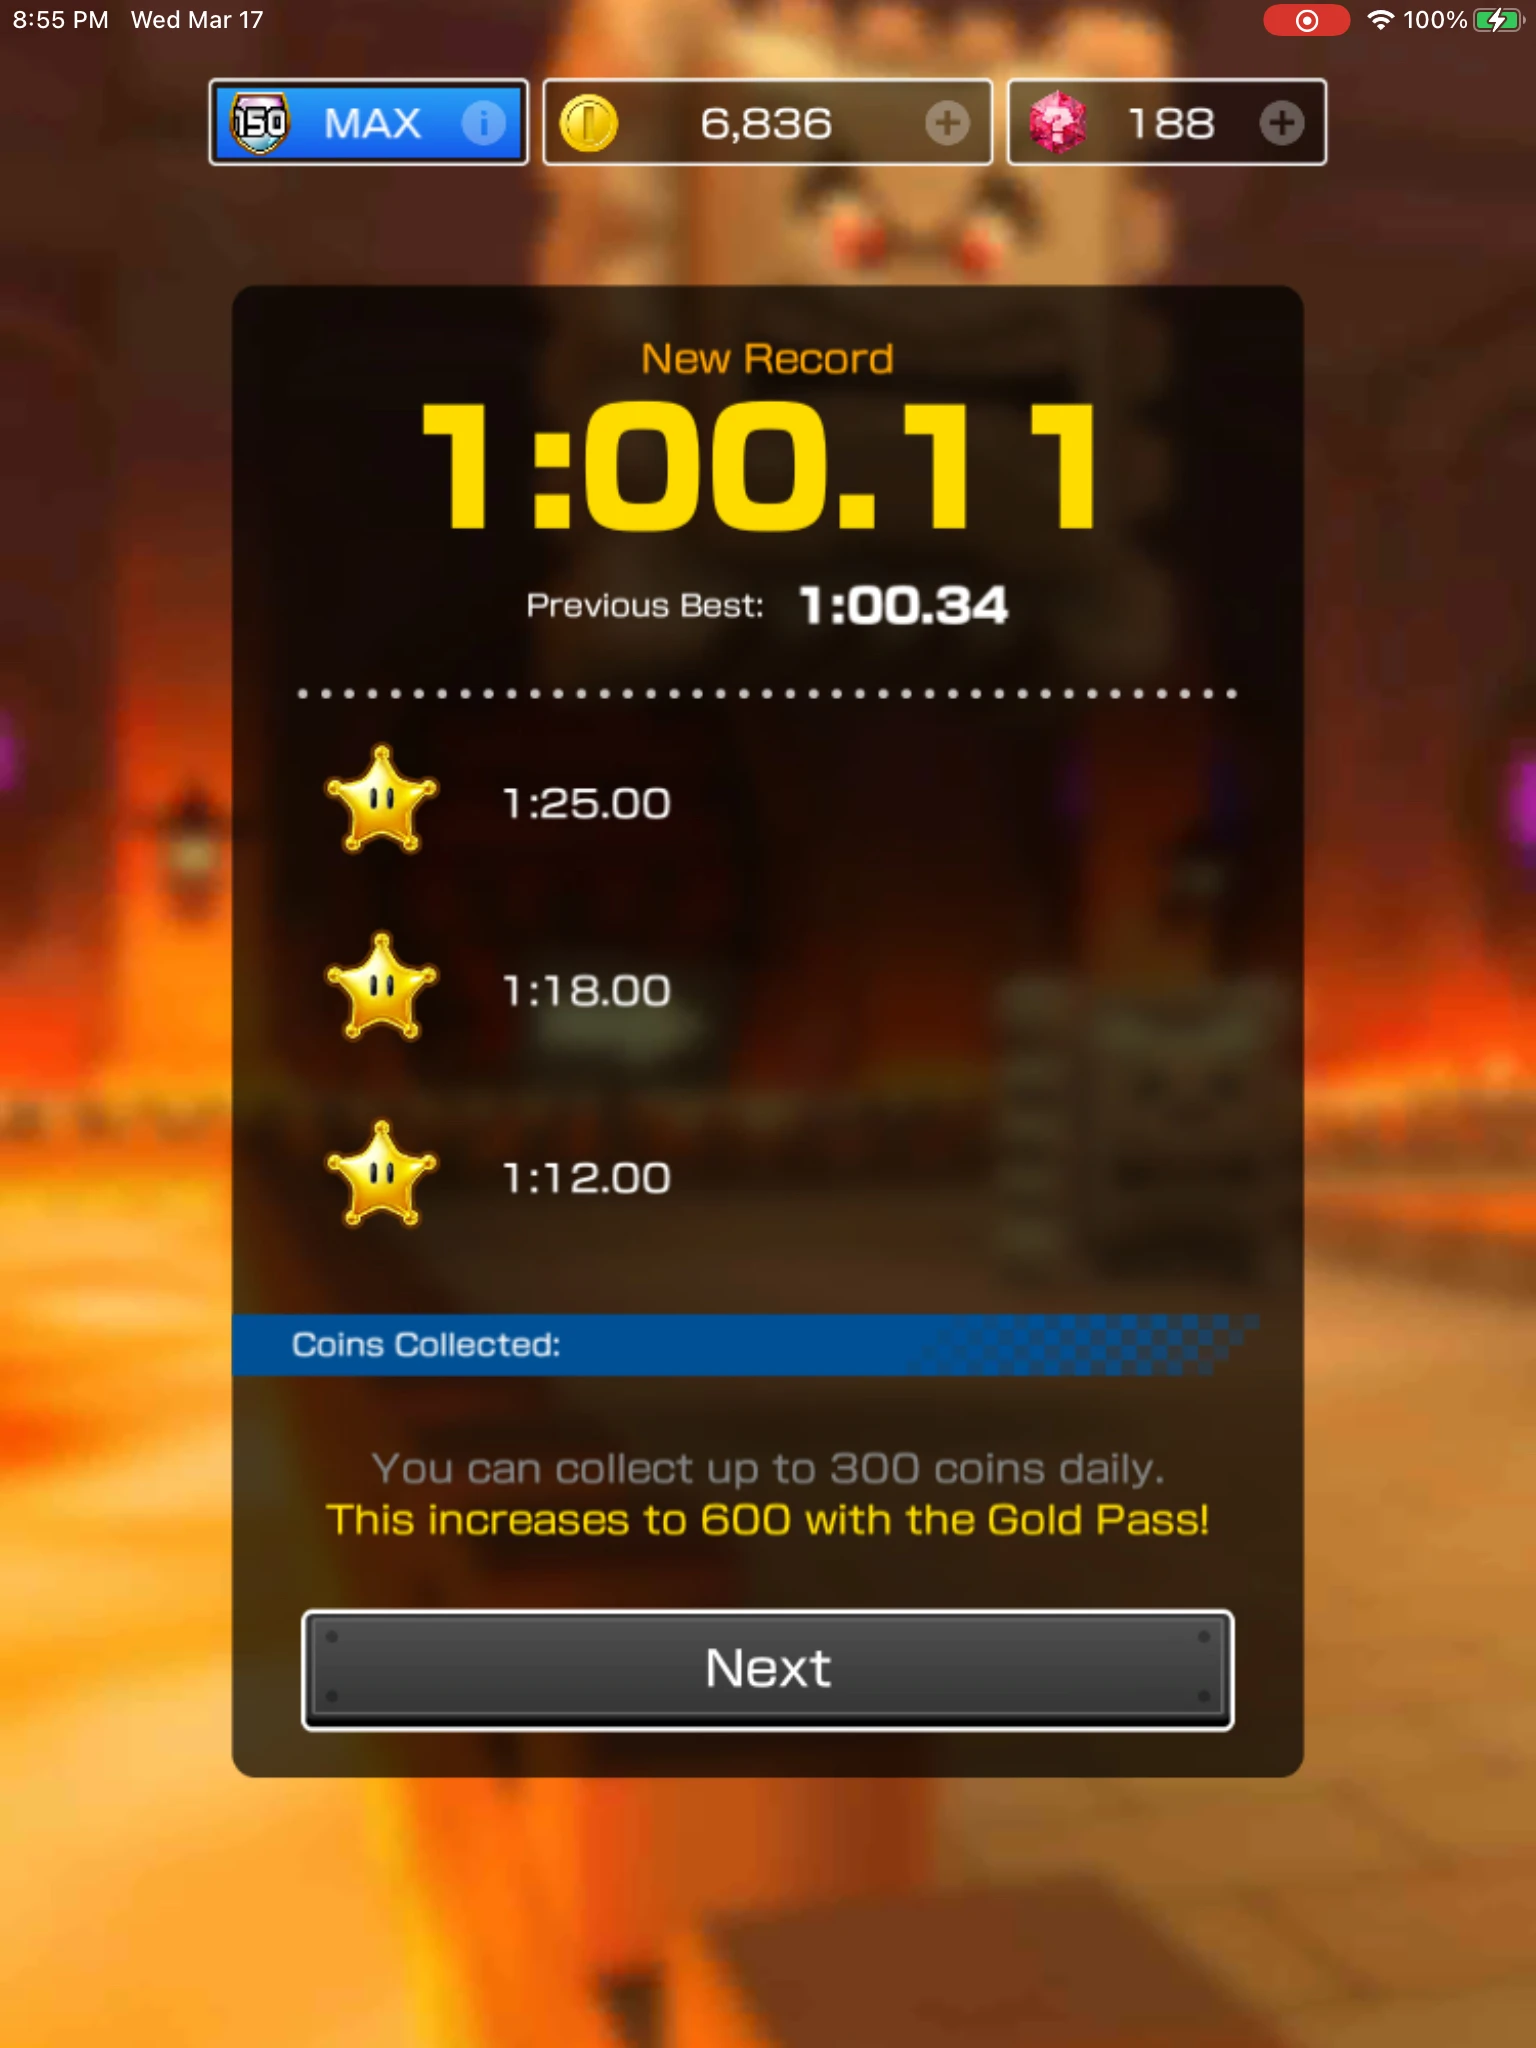 8:55 PM Wed Mar 17 100%
150 MAX i 6,836 + ? 188 +
New Record
1:00.11
Previous Best: 1:00.34
1:25.00
1:18.00
1:12.00
Coins Collected:
You can collect up to 300 coins daily.
This increases to 600 with the Gold Pass!
Next